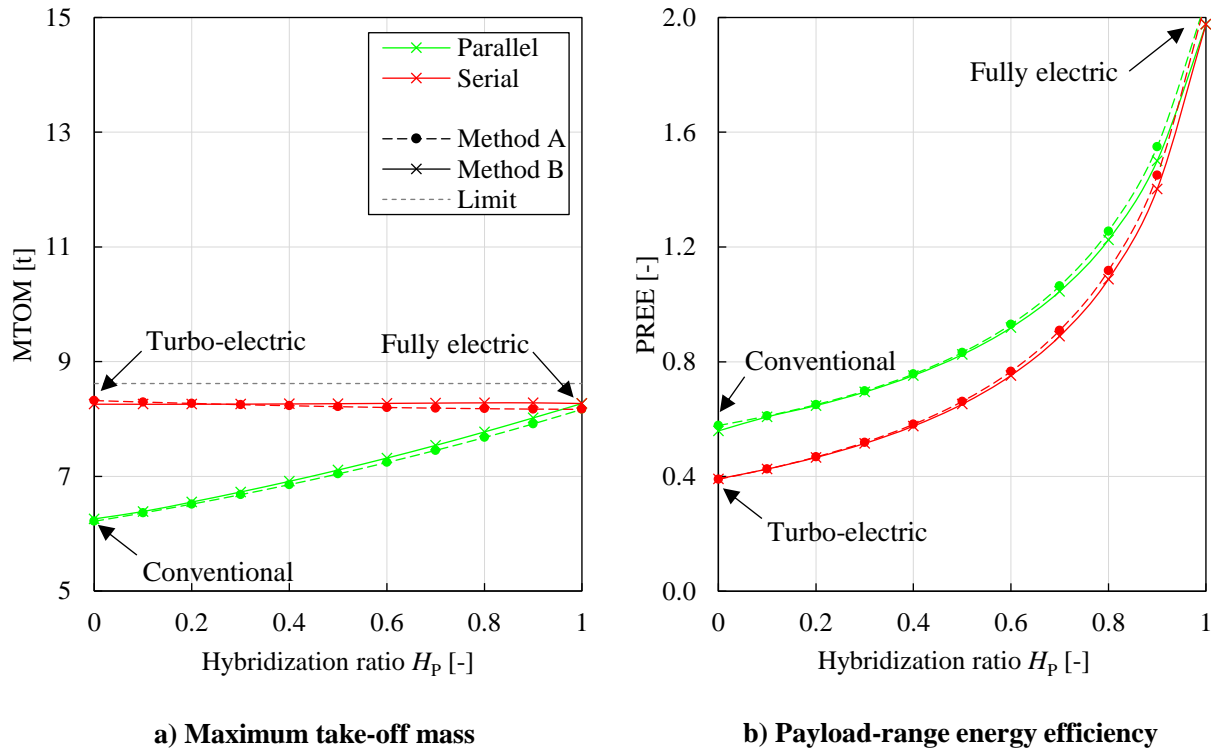 15
13
11
9
7
5
MTOM [t]
Parallel
Serial
Method A
Method B
Limit
Turbo-electric
Fully electric
Conventional
0
0.2
0.4
0.6
0.8
1
Hybridization ratio HP [-]
a) Maximum take-off mass
2.0
1.6
1.2
0.8
0.4
0.0
PREE [-]
Fully electric
Conventional
Turbo-electric
0
0.2
0.4
0.6
0.8
1
Hybridization ratio HP [-]
b) Payload-range energy efficiency